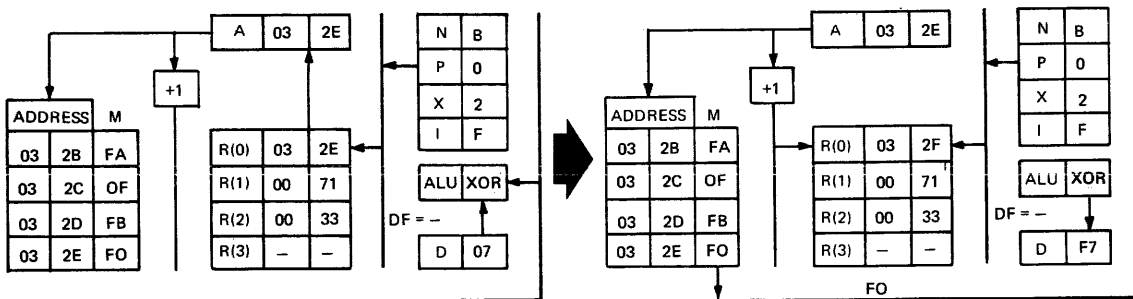 A 03 2E
+1
ADDRESS M
03 2B FA
03 2C OF
03 2D FB
03 2E FO
R(0) 03 2E
R(1) 00 71
R(2) 00 33
R(3) – –
N B
P 0
X 2
I F
ALU XOR
DF = –
D 07
A 03 2E
+1
ADDRESS M
03 2B FA
03 2C OF
03 2D FB
03 2E FO
R(0) 03 2F
R(1) 00 71
R(2) 00 33
R(3) – –
N B
P 0
X 2
I F
ALU XOR
DF = –
D F7
FO